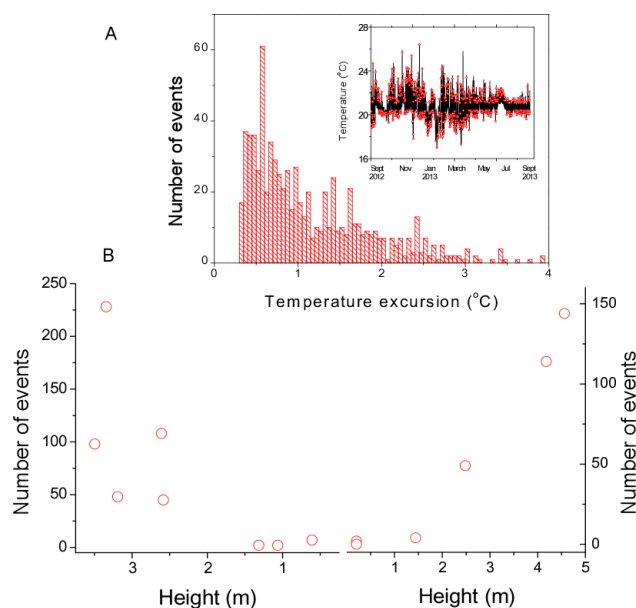 A
Number of events
60
40
20
0
0 1 2 3 4
Temperature excursion (°C)
Temperature (°C)
28
24
20
16
Sept Nov Jan March May Jul Sept
2012 2013 2013
B
Number of events
250
200
150
100
50
0
3 2 1
Height (m)
150
100
50
0
Number of events
0 1 2 3 4 5
Height (m)